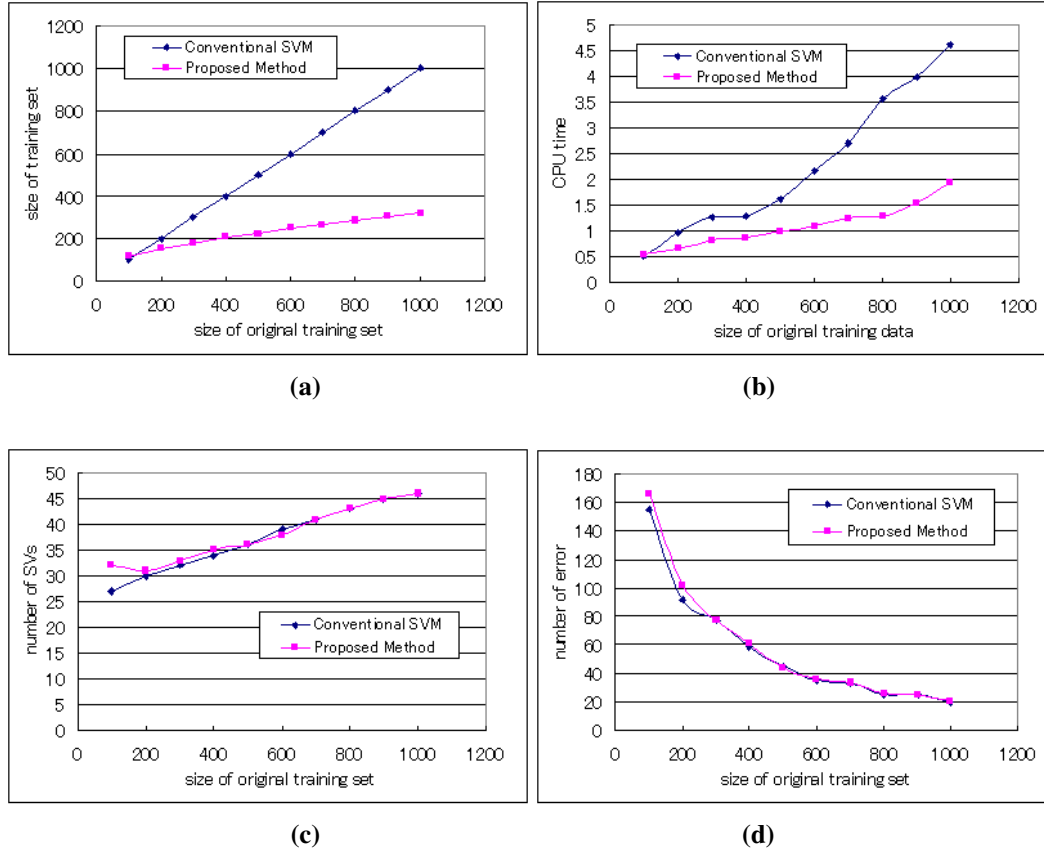 1200
1000
800
600
400
200
0
size of training set
Conventional SVM
Proposed Method
0 200 400 600 800 1000 1200
size of original training set
(a)
5
4.5
4
3.5
3
2.5
2
1.5
1
0.5
0
CPU time
Conventional SVM
Proposed Method
0 200 400 600 800 1000 1200
size of original training data
(b)
50
45
40
35
30
25
20
15
10
5
0
number of SVs
Conventional SVM
Proposed Method
0 200 400 600 800 1000 1200
size of original training set
(c)
180
160
140
120
100
80
60
40
20
0
number of error
Conventional SVM
Proposed Method
0 200 400 600 800 1000 1200
size of original training set
(d)